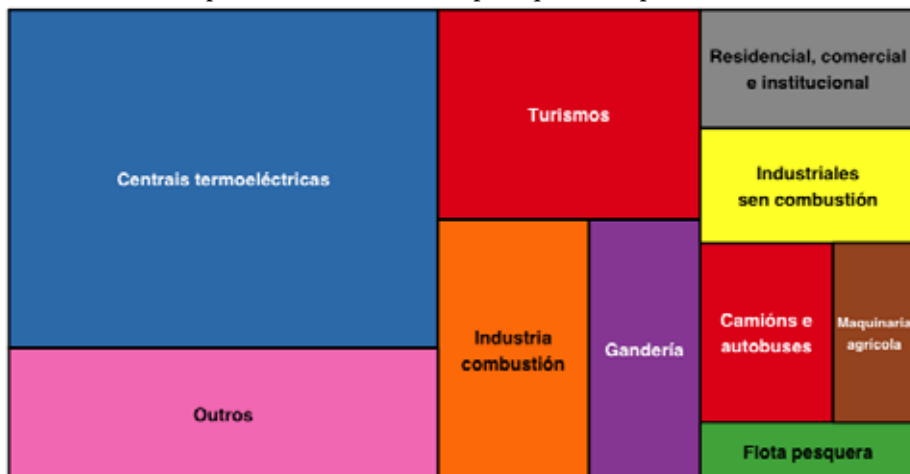 Centrais termoeléctricas
Outros
Turismos
Industria
combustión
Gandería
Residencial, comercial
e institucional
Industriales
sen combustión
Camións e
autobuses
Maquinaria
agrícola
Flota pesquera